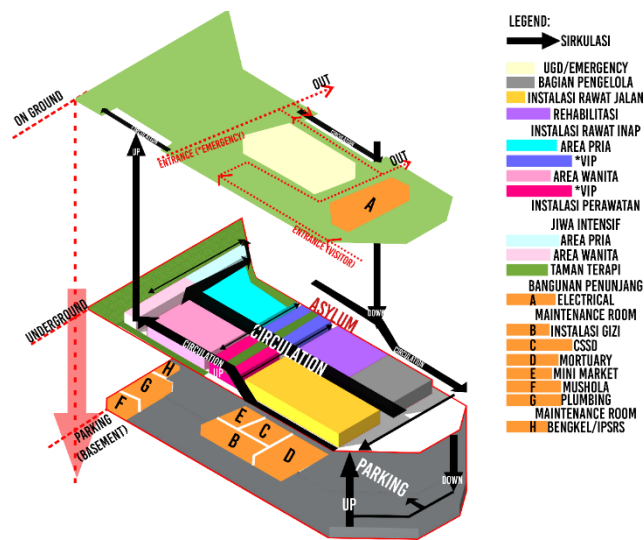 LEGEND:
SIRKULASI
UGD/EMERGENCY
BAGIAN PENGELOLA
INSTALASI RAWAT JALAN
REHABILITASI
INSTALASI RAWAT INAP
AREA PRIA
*VIP
AREA WANITA
*VIP
INSTALASI PERAWATAN
JIWA INTENSIF
AREA PRIA
AREA WANITA
TAMAN TERAPI
BANGUNAN PENUNJANG
A ELECTRICAL
MAINTENANCE ROOM
B INSTALASI GIZI
C CSSD
D MORTUARY
E MINI MARKET
F MUSHOLA
G PLUMBING
MAINTENANCE ROOM
H BENGKEL/IPSRS
ON GROUND
CIRCULATION
ENTRANCE (*EMERGENCY)
OUT
CIRCULATION
OUT
A
ENTRANCE (VISITOR)
UP
DOWN
CIRCULATION
UNDERGROUND
ASYLUM
CIRCULATION
CIRCULATION
UP
PARKING
(BASEMENT)
H
G
F
E
C
B
D
PARKING
UP
DOWN